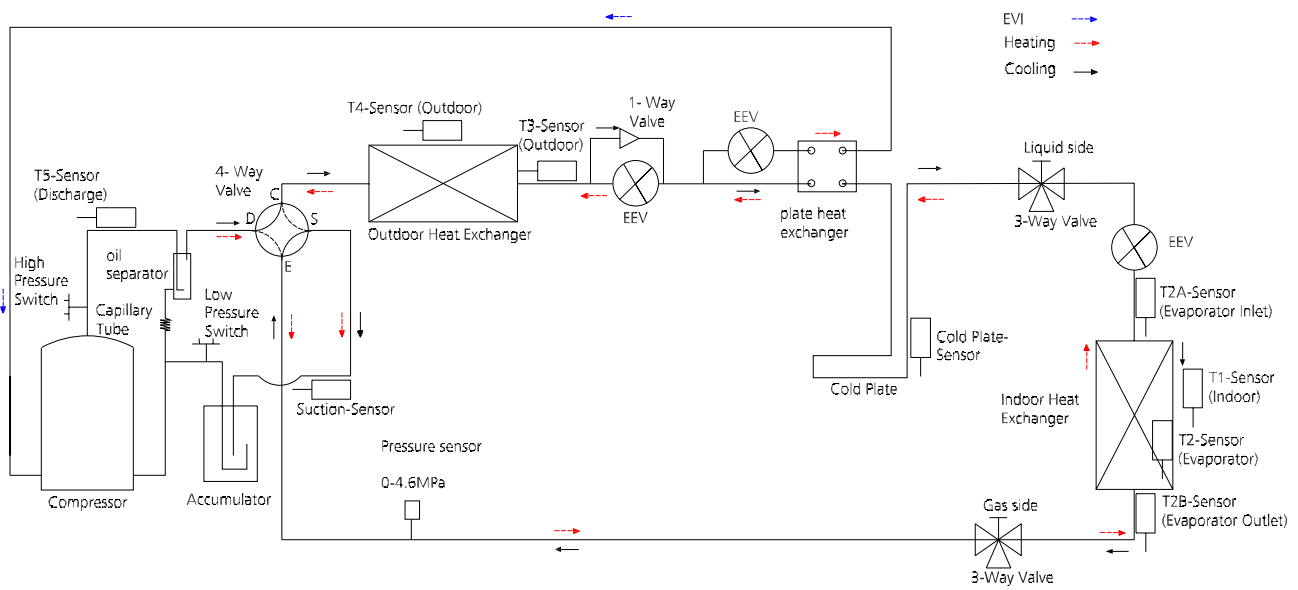 EVI
Heating
Cooling
T4-Sensor (Outdoor)
1- Way
Valve
EEV
T3-Sensor
(Outdoor)
Liquid side
T5-Sensor
(Discharge)
4- Way
Valve
C
D
S
E
EEV
Outdoor Heat Exchanger
plate heat
exchanger
3-Way Valve
EEV
oil
separator
High
Pressure
Switch
Capillary
Tube
Low
Pressure
Switch
T2A-Sensor
(Evaporator Inlet)
Cold Plate-
Sensor
Cold Plate
T1-Sensor
(Indoor)
Indoor Heat
Exchanger
Suction-Sensor
T2-Sensor
(Evaporator)
Pressure sensor
0-4.6MPa
Compressor
Accumulator
Gas side
T2B-Sensor
(Evaporator Outlet)
3-Way Valve